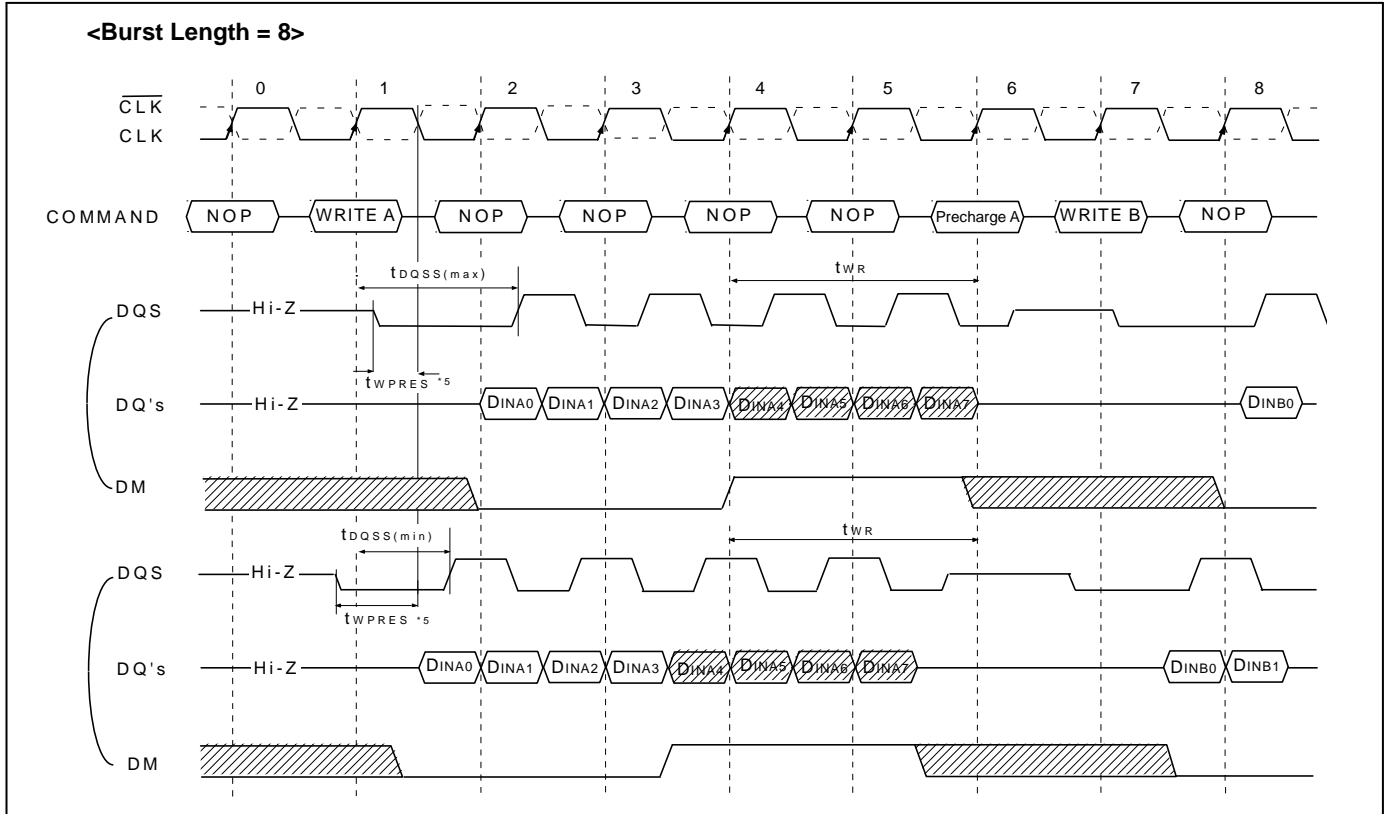 <Burst Length = 8>
0 1 2 3 4 5 6 7 8
CLK
CLK
COMMAND NOP WRITE A NOP NOP NOP NOP Precharge A WRITE B NOP
tDQSS(max) tWR
DQS Hi-Z
tWPRES *5
DQ's Hi-Z DINA0 DINA1 DINA2 DINA3 DINA4 DINA5 DINA6 DINA7 DINB0
DM
tDQSS(min) tWR
DQS Hi-Z
tWPRES *5
DQ's Hi-Z DINA0 DINA1 DINA2 DINA3 DINA4 DINA5 DINA6 DINA7 DINB0 DINB1
DM